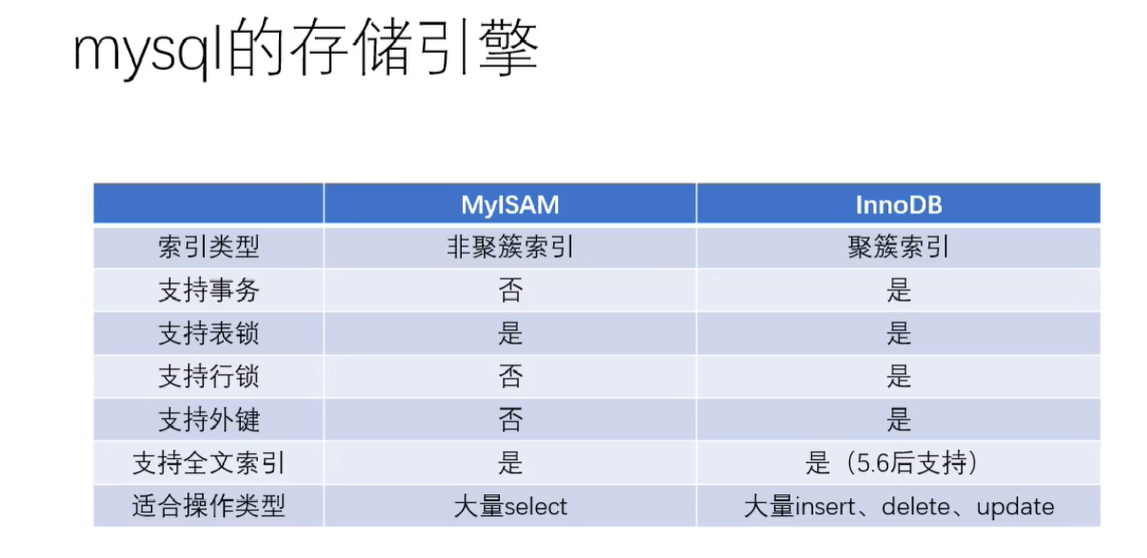 mysql的存储引擎
MyISAM InnoDB
索引类型 非聚簇索引 聚簇索引
支持事务 否 是
支持表锁 是 是
支持行锁 否 是
支持外键 否 是
支持全文索引 是 是（5.6后支持）
适合操作类型 大量select 大量insert、delete、update